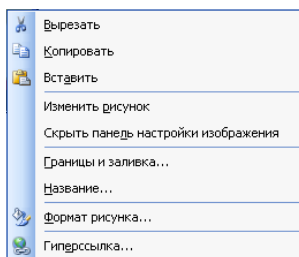 Вырезать
Копировать
Вставить
Изменить рисунок
Скрыть панель настройки изображения
Границы и заливка...
Название...
Формат рисунка...
Гиперссылка...